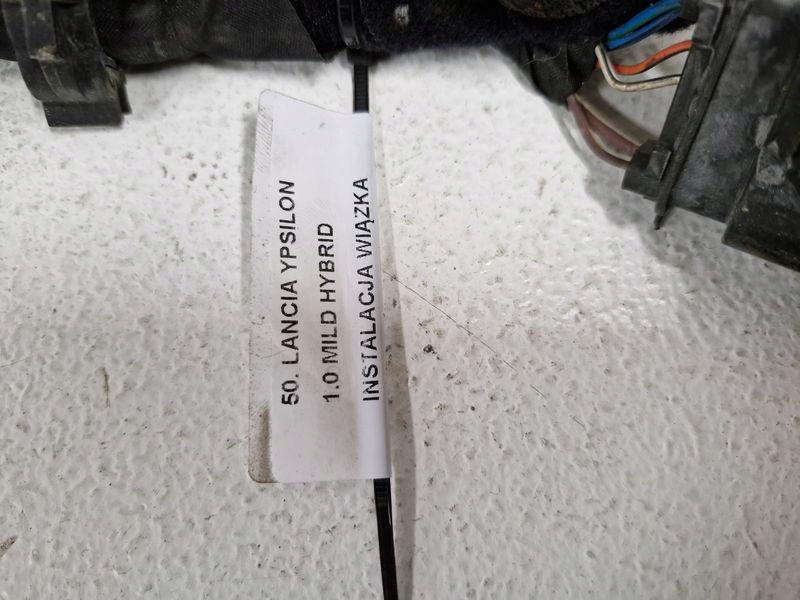 50. LANCIA YPSILON
1.0 MILD HYBRID
INSTALACJA WIĄZKA